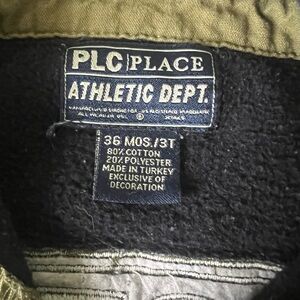 PLC PLACE
ATHLETIC DEPT.
36 MOS./3T
80% COTTON
20% POLYESTER
MADE IN TURKEY
EXCLUSIVE OF
DECORATION